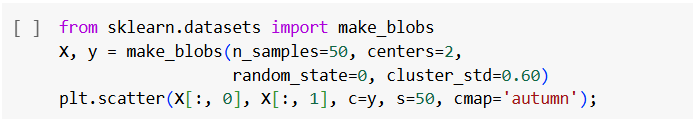 [ ] from sklearn.datasets import make_blobs
X, y = make_blobs(n_samples=50, centers=2,
                  random_state=0, cluster_std=0.60)
plt.scatter(X[:, 0], X[:, 1], c=y, s=50, cmap='autumn');